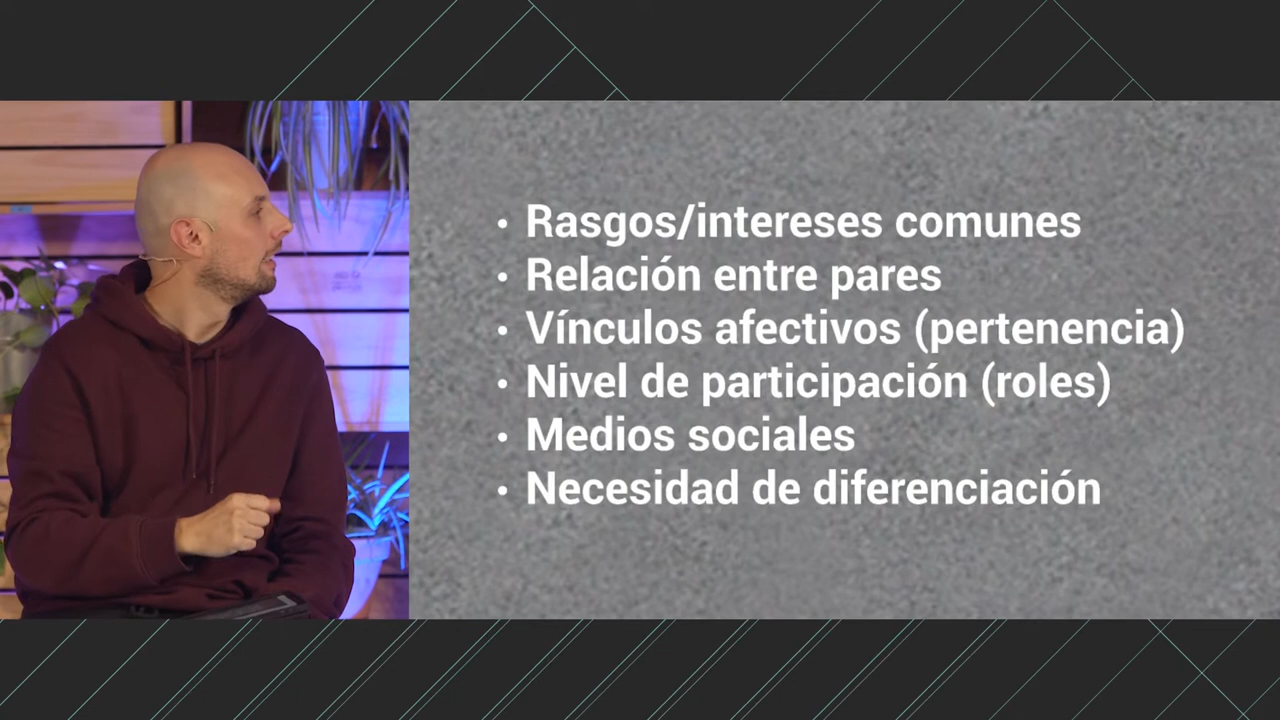 • Rasgos/intereses comunes
• Relación entre pares
• Vínculos afectivos (pertenencia)
• Nivel de participación (roles)
• Medios sociales
• Necesidad de diferenciación